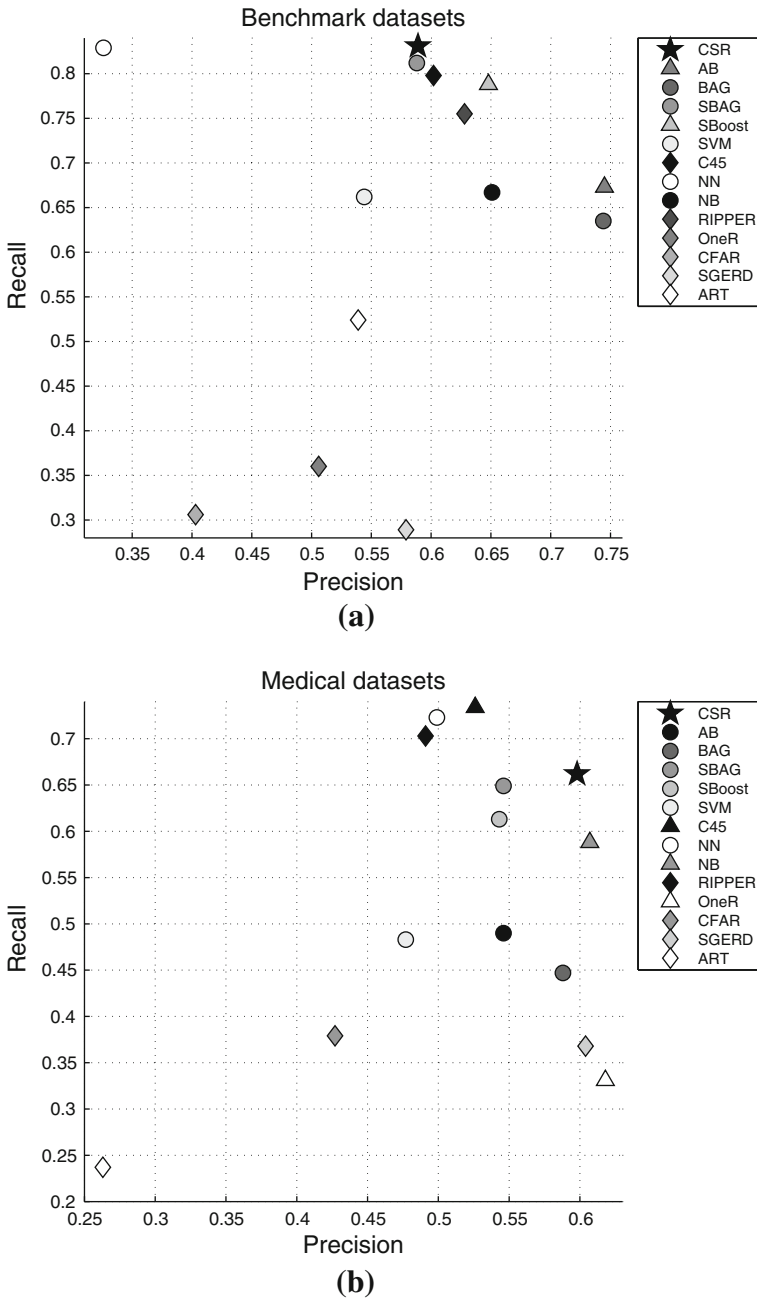 Benchmark datasets
0.8
0.75
0.7
0.65
0.6
0.55
0.5
0.45
0.4
0.35
0.3
Recall
0.35 0.4 0.45 0.5 0.55 0.6 0.65 0.7 0.75
Precision
CSR
AB
BAG
SBAG
SBoost
SVM
C45
NN
NB
RIPPER
OneR
CFAR
SGERD
ART
(a)
Medical datasets
0.7
0.65
0.6
0.55
0.5
0.45
0.4
0.35
0.3
0.25
0.2
Recall
0.25 0.3 0.35 0.4 0.45 0.5 0.55 0.6
Precision
CSR
AB
BAG
SBAG
SBoost
SVM
C45
NN
NB
RIPPER
OneR
CFAR
SGERD
ART
(b)